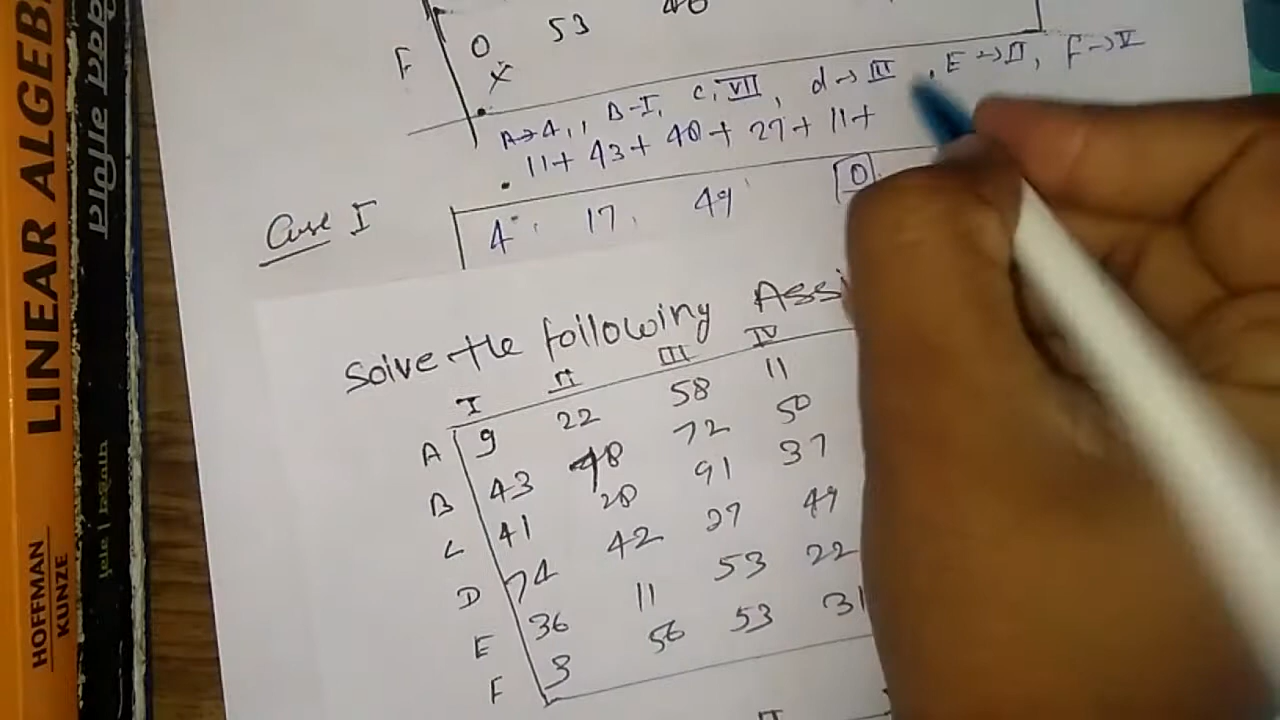 53
F 0
A→4, B-I, C, VII, d→III, E→II, F→V
11+ 43+ 40+ 27+ 11+
Case I 4 17 49 0
Solve the following Assi
I II III IV
A 9 22 58 11
B 43 48 72 50
C 41 28 91 37
D 74 42 27 49
E 36 11 53 22
F 3 56 53 31
LINEAR ALGEBRA
HOFFMAN
KUNZE